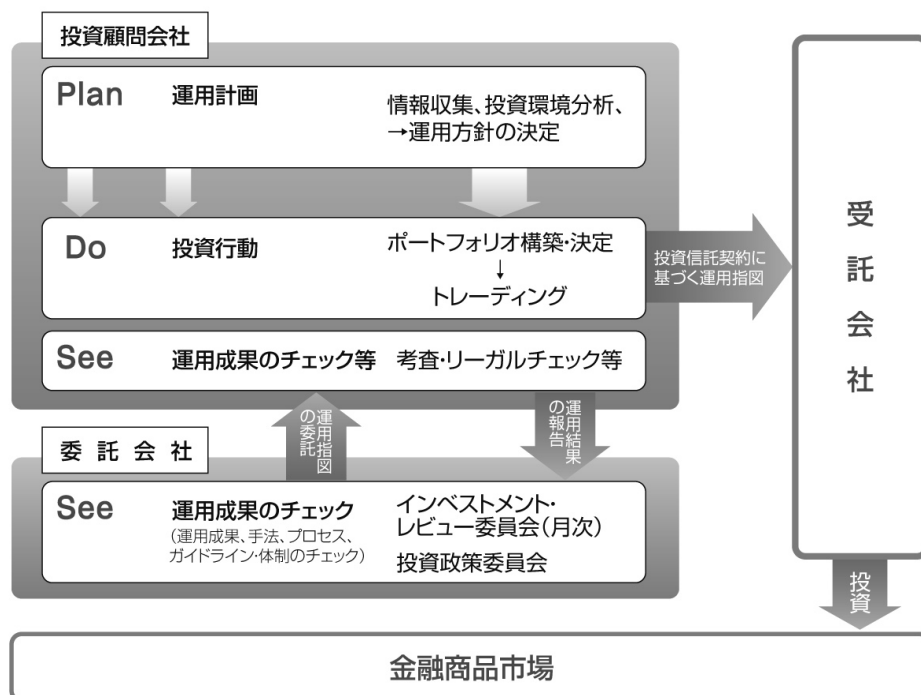 投資顧問会社
Plan 運用計画
情報収集、投資環境分析、
→運用方針の決定
Do 投資行動
ポートフォリオ構築・決定
↓
トレーディング
See 運用成果のチェック等 考査・リーガルチェック等
投資信託契約に
基づく運用指図
受託会社
運用指図
の委託
運用結果
の報告
委託会社
See 運用成果のチェック
(運用成果、手法、プロセス、
ガイドライン・体制のチェック)
インベストメント・
レビュー委員会(月次)
投資政策委員会
投資
金融商品市場